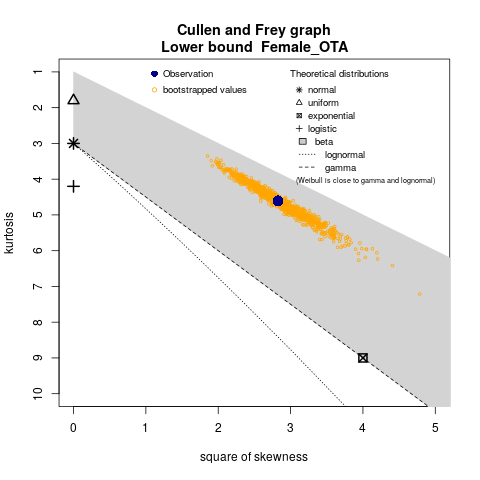 Cullen and Frey graph
Lower bound  Female_OTA
Observation
bootstrapped values
Theoretical distributions
normal
uniform
exponential
logistic
beta
lognormal
gamma
(Weibull is close to gamma and lognormal)
kurtosis
1
2
3
4
5
6
7
8
9
10
0 1 2 3 4 5
square of skewness